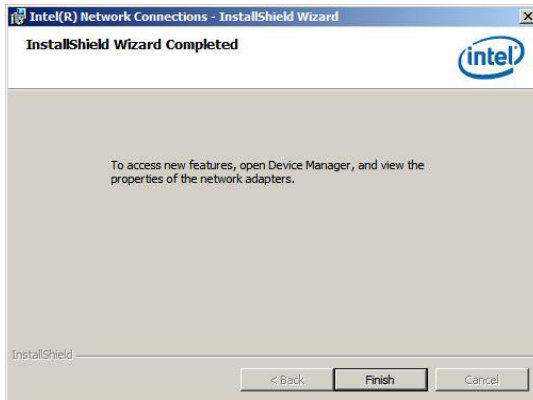 Intel(R) Network Connections - InstallShield Wizard
InstallShield Wizard Completed
intel
To access new features, open Device Manager, and view the
properties of the network adapters.
InstallShield
< Back
Finish
Cancel